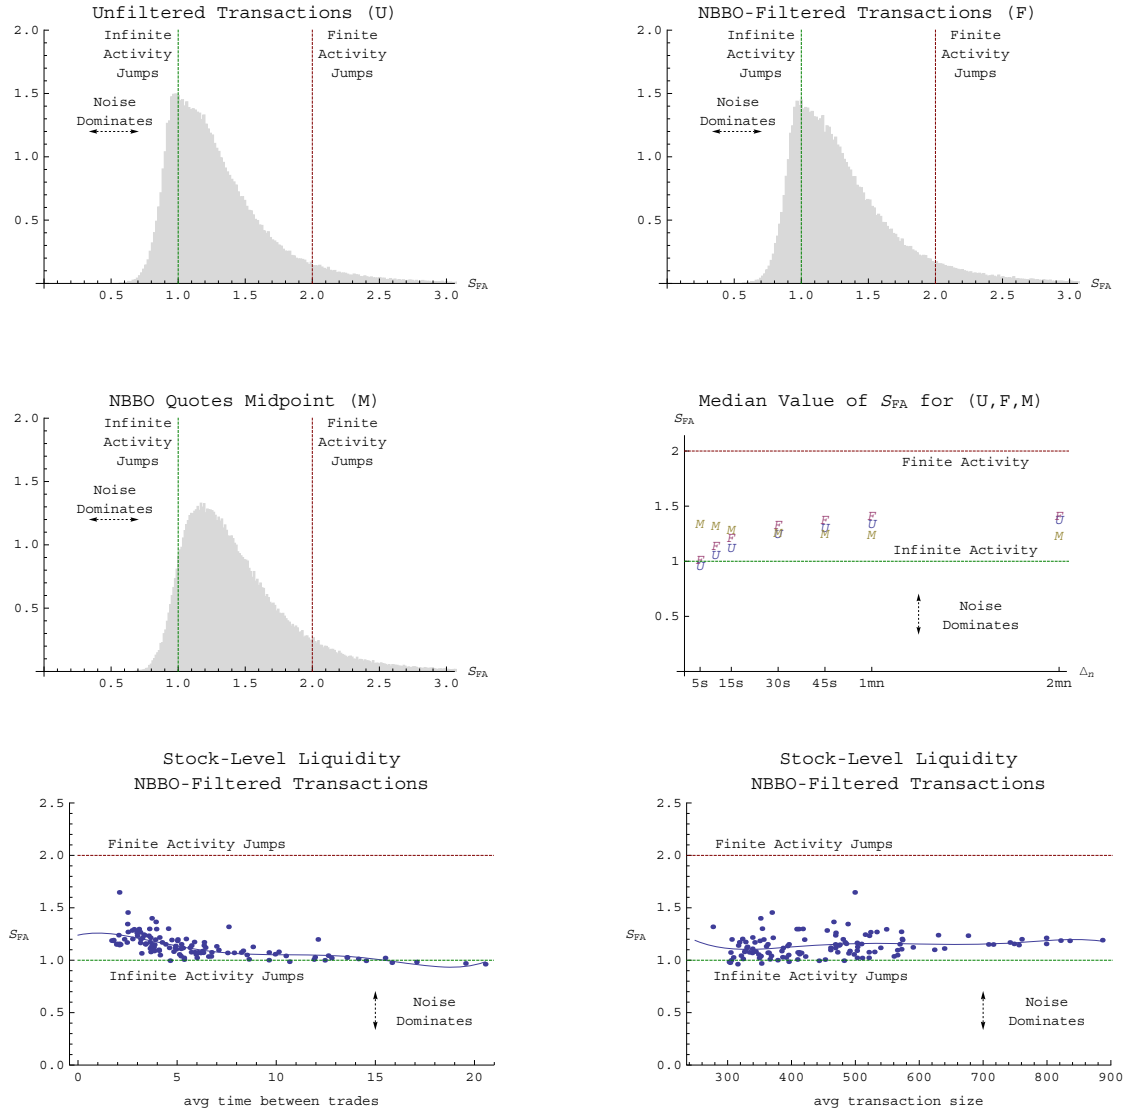 Unfiltered Transactions (U)
2.0
1.5
1.0
0.5
Infinite
Activity
Jumps
Finite
Activity
Jumps
Noise
Dominates
0.5 1.0 1.5 2.0 2.5 3.0
S_FA
NBBO-Filtered Transactions (F)
2.0
1.5
1.0
0.5
Infinite
Activity
Jumps
Finite
Activity
Jumps
Noise
Dominates
0.5 1.0 1.5 2.0 2.5 3.0
S_FA
NBBO Quotes Midpoint (M)
2.0
1.5
1.0
0.5
Infinite
Activity
Jumps
Finite
Activity
Jumps
Noise
Dominates
0.5 1.0 1.5 2.0 2.5 3.0
S_FA
Median Value of S_FA for (U,F,M)
S_FA
2
1.5
1
0.5
Finite Activity
M M M F M U F U M F U M F U M
F U F U F U M
Infinite Activity
Noise
Dominates
5s 15s 30s 45s 1mn 2mn
Δn
Stock-Level Liquidity
NBBO-Filtered Transactions
2.5
2.0
1.5
S_FA
1.0
0.5
0.0
Finite Activity Jumps
Infinite Activity Jumps
Noise
Dominates
0 5 10 15 20
avg time between trades
Stock-Level Liquidity
NBBO-Filtered Transactions
2.5
2.0
1.5
S_FA
1.0
0.5
0.0
Finite Activity Jumps
Infinite Activity Jumps
Noise
Dominates
300 400 500 600 700 800 900
avg transaction size